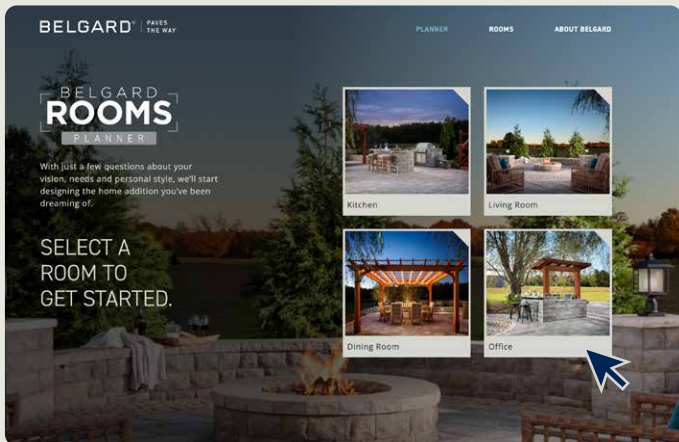 BELGARD® | PAVES THE WAY
PLANNER ROOMS ABOUT BELGARD
BELGARD
ROOMS
PLANNER
With just a few questions about your
vision, needs and personal style, we'll start
designing the home addition you've been
dreaming of.
SELECT A
ROOM TO
GET STARTED.
Kitchen
Living Room
Dining Room
Office